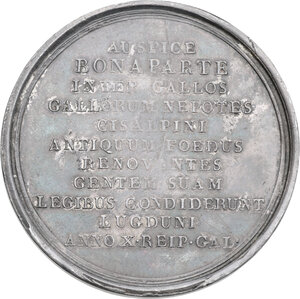 AUSPICE
BONAPARTE
INTER GALLOS
GALLORUM NEPOTES
CISALPINI
ANTIQUUM FOEDUS
RENOVANTES
GENTEM SUAM
LEGIBUS CONDIDERUNT
LUGDUNI
ANNO X · REIP · GAL ·